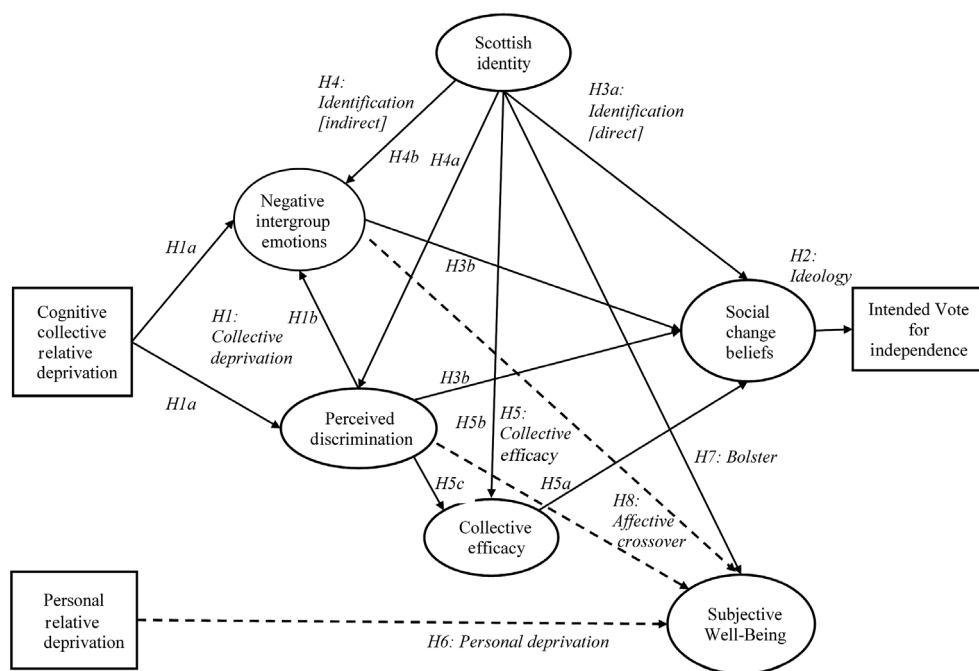 Scottish
identity
H4:
Identification
[indirect]
H3a:
Identification
[direct]
H4b
H4a
Negative
intergroup
emotions
H1a
H3b
H2:
Ideology
Cognitive
collective
relative
deprivation
H1:
Collective
deprivation
H1b
Social
change
beliefs
Intended Vote
for
independence
H3b
H1a
Perceived
discrimination
H5b
H5:
Collective
efficacy
H7: Bolster
H5c
H5a
H8:
Affective
crossover
Collective
efficacy
Personal
relative
deprivation
H6: Personal deprivation
Subjective
Well-Being